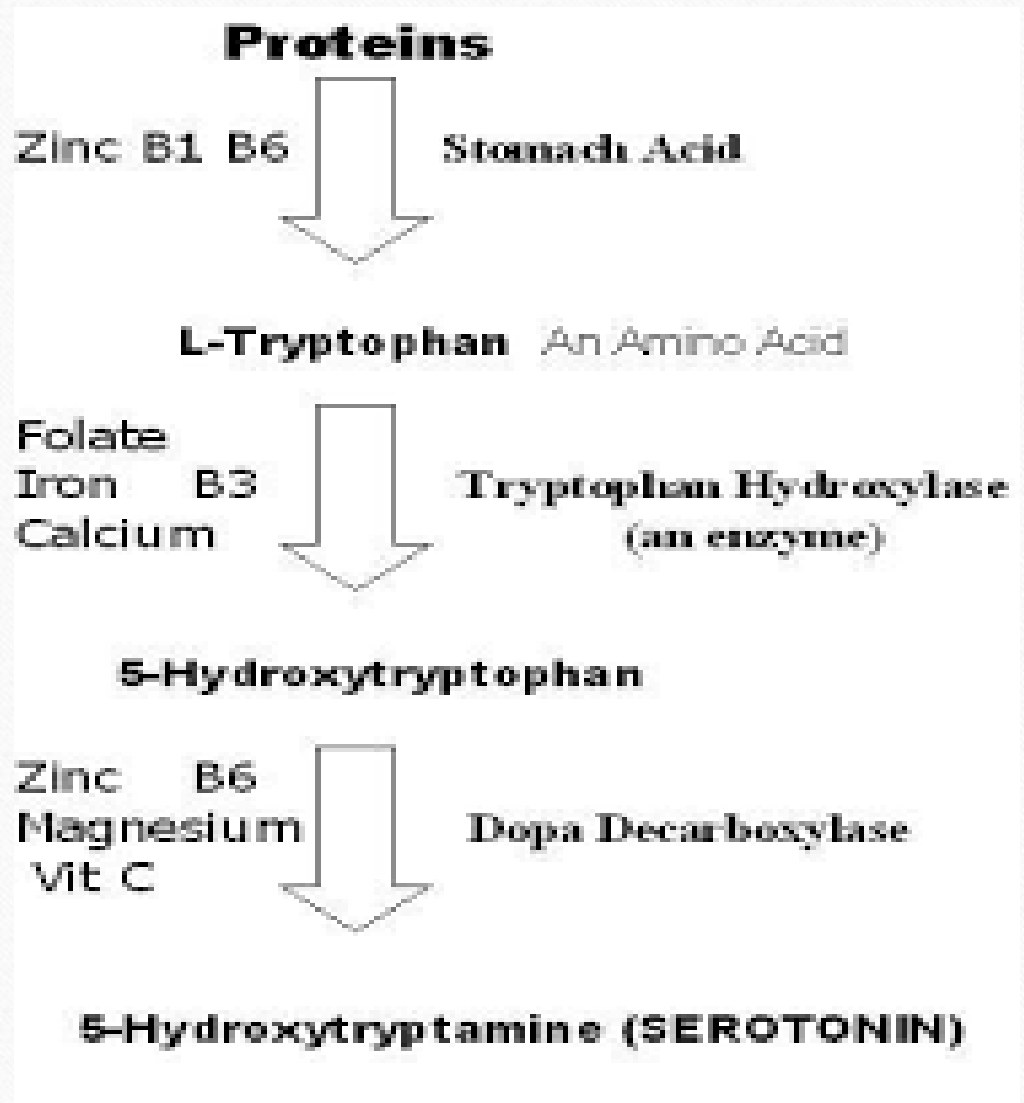 Proteins
Zinc B1 B6 Stomach Acid
L-Tryptophan An Amino Acid
Folate
Iron B3 Tryptophan Hydroxylase
Calcium (an enzyme)
5-Hydroxytryptophan
Zinc B6
Magnesium Dopa Decarboxylase
Vit C
5-Hydroxytryptamine (SEROTONIN)